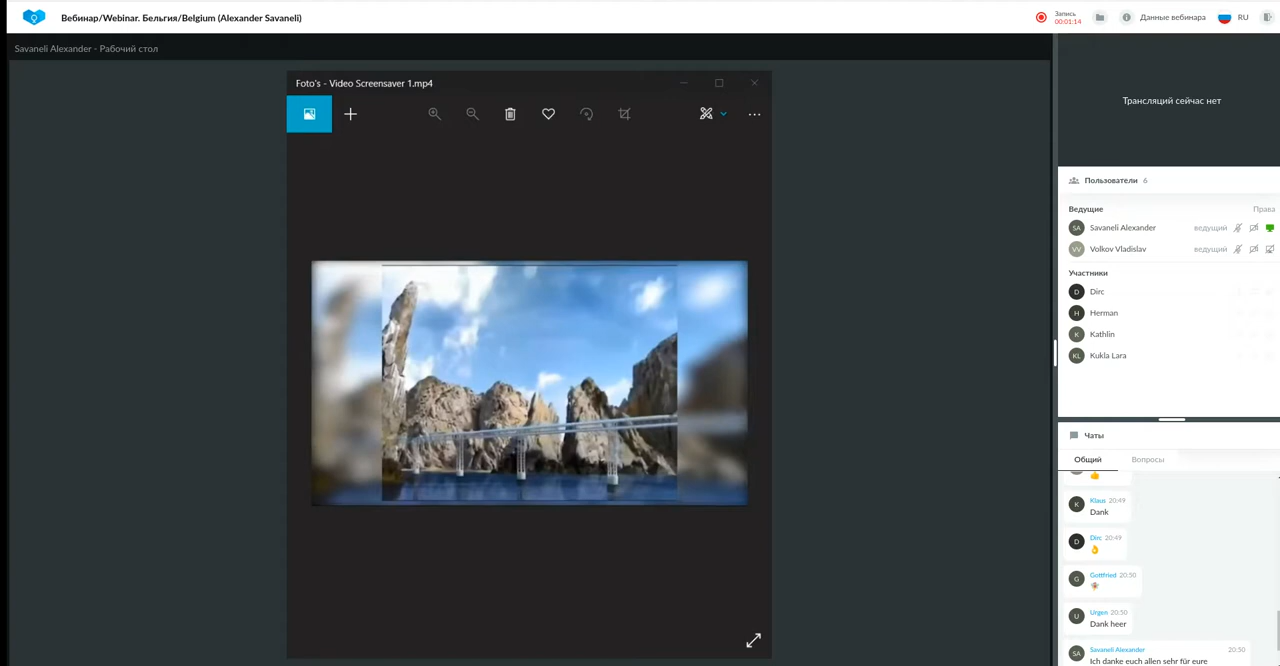 Вебинар/Webinar. Бельгия/Belgium (Alexander Savaneli)
Запись
00:01:14
Данные вебинара
RU
Savaneli Alexander - Рабочий стол
Foto's - Video Screensaver 1.mp4
Трансляций сейчас нет
Пользователи 6
Ведущие Права
SA Savaneli Alexander ведущий
VV Volkov Vladislav ведущий
Участники
D Dirc
H Herman
K Kathlin
KL Kukla Lara
Чаты
Общий Вопросы
K Klaus 20:49
Dank
D Dirc 20:49
G Gottfried 20:50
U Urgen 20:50
Dank heer
SA Savaneli Alexander 20:50
Ich danke euch allen sehr für eure